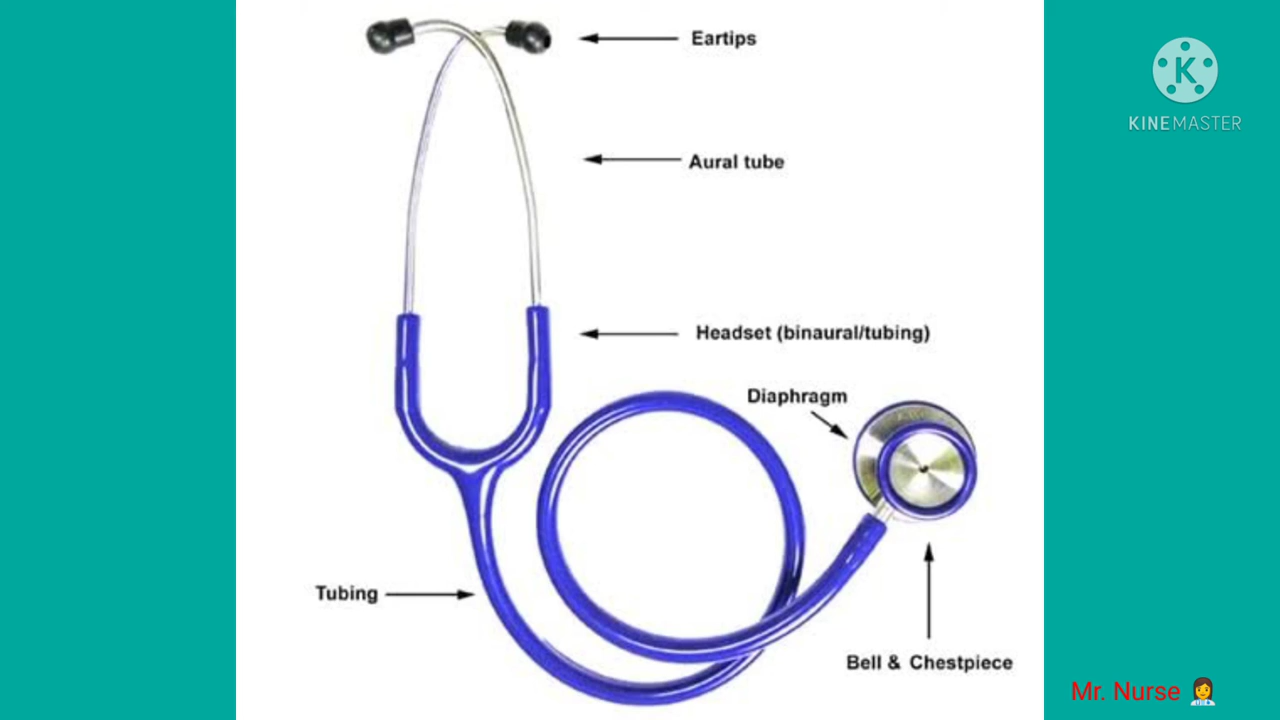 Eartips
KINEMASTER
Aural tube
Headset (binaural/tubing)
Diaphragm
Tubing
Bell & Chestpiece
Mr. Nurse 👩‍⚕️